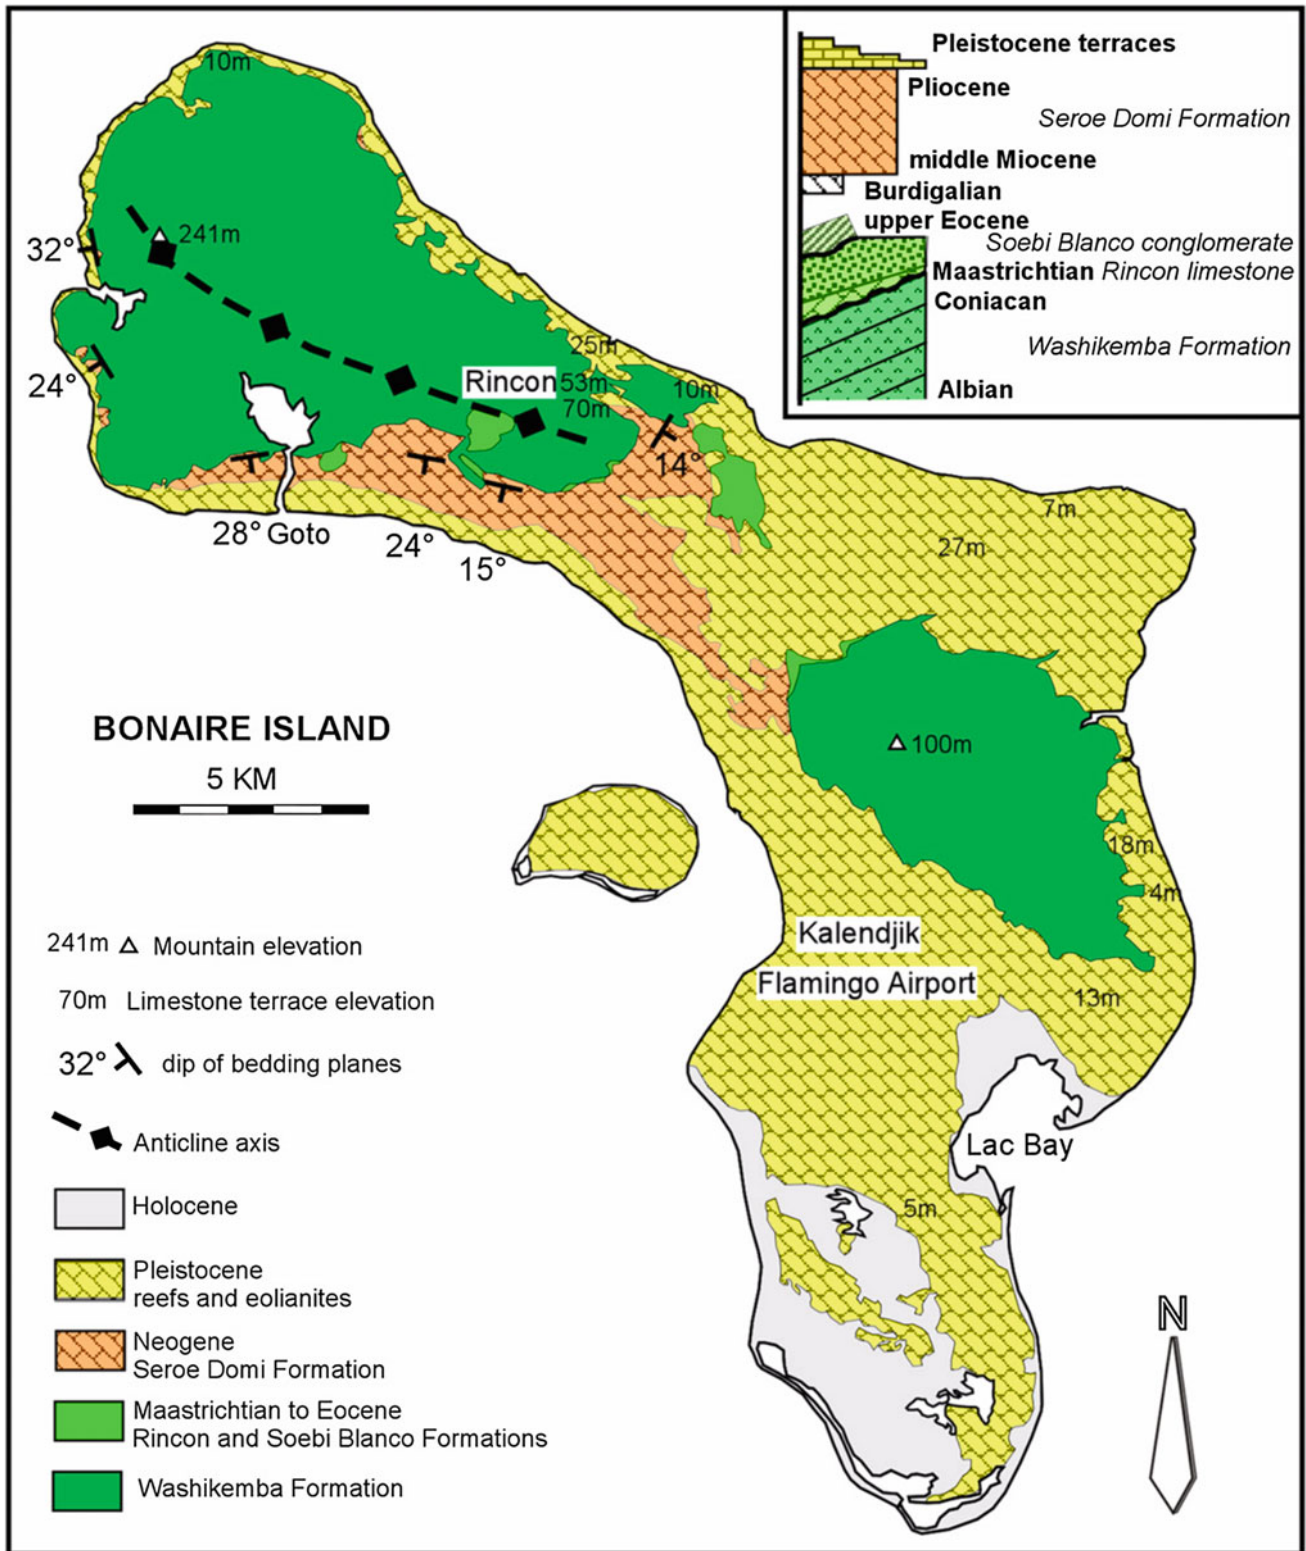 Pleistocene terraces
Pliocene
Seroe Domi Formation
middle Miocene
Burdigalian
upper Eocene
Soebi Blanco conglomerate
Maastrichtian Rincon limestone
Coniacan
Washikemba Formation
Albian
10m
241m
32°
24°
25m
Rincon 53m
70m
10m
14°
28° Goto
24°
15°
7m
27m
BONAIRE ISLAND
5 KM
100m
18m
4m
Kalendjik
Flamingo Airport
13m
Lac Bay
5m
241m Mountain elevation
70m Limestone terrace elevation
32° dip of bedding planes
Anticline axis
Holocene
Pleistocene
reefs and eolianites
Neogene
Seroe Domi Formation
Maastrichtian to Eocene
Rincon and Soebi Blanco Formations
Washikemba Formation
N